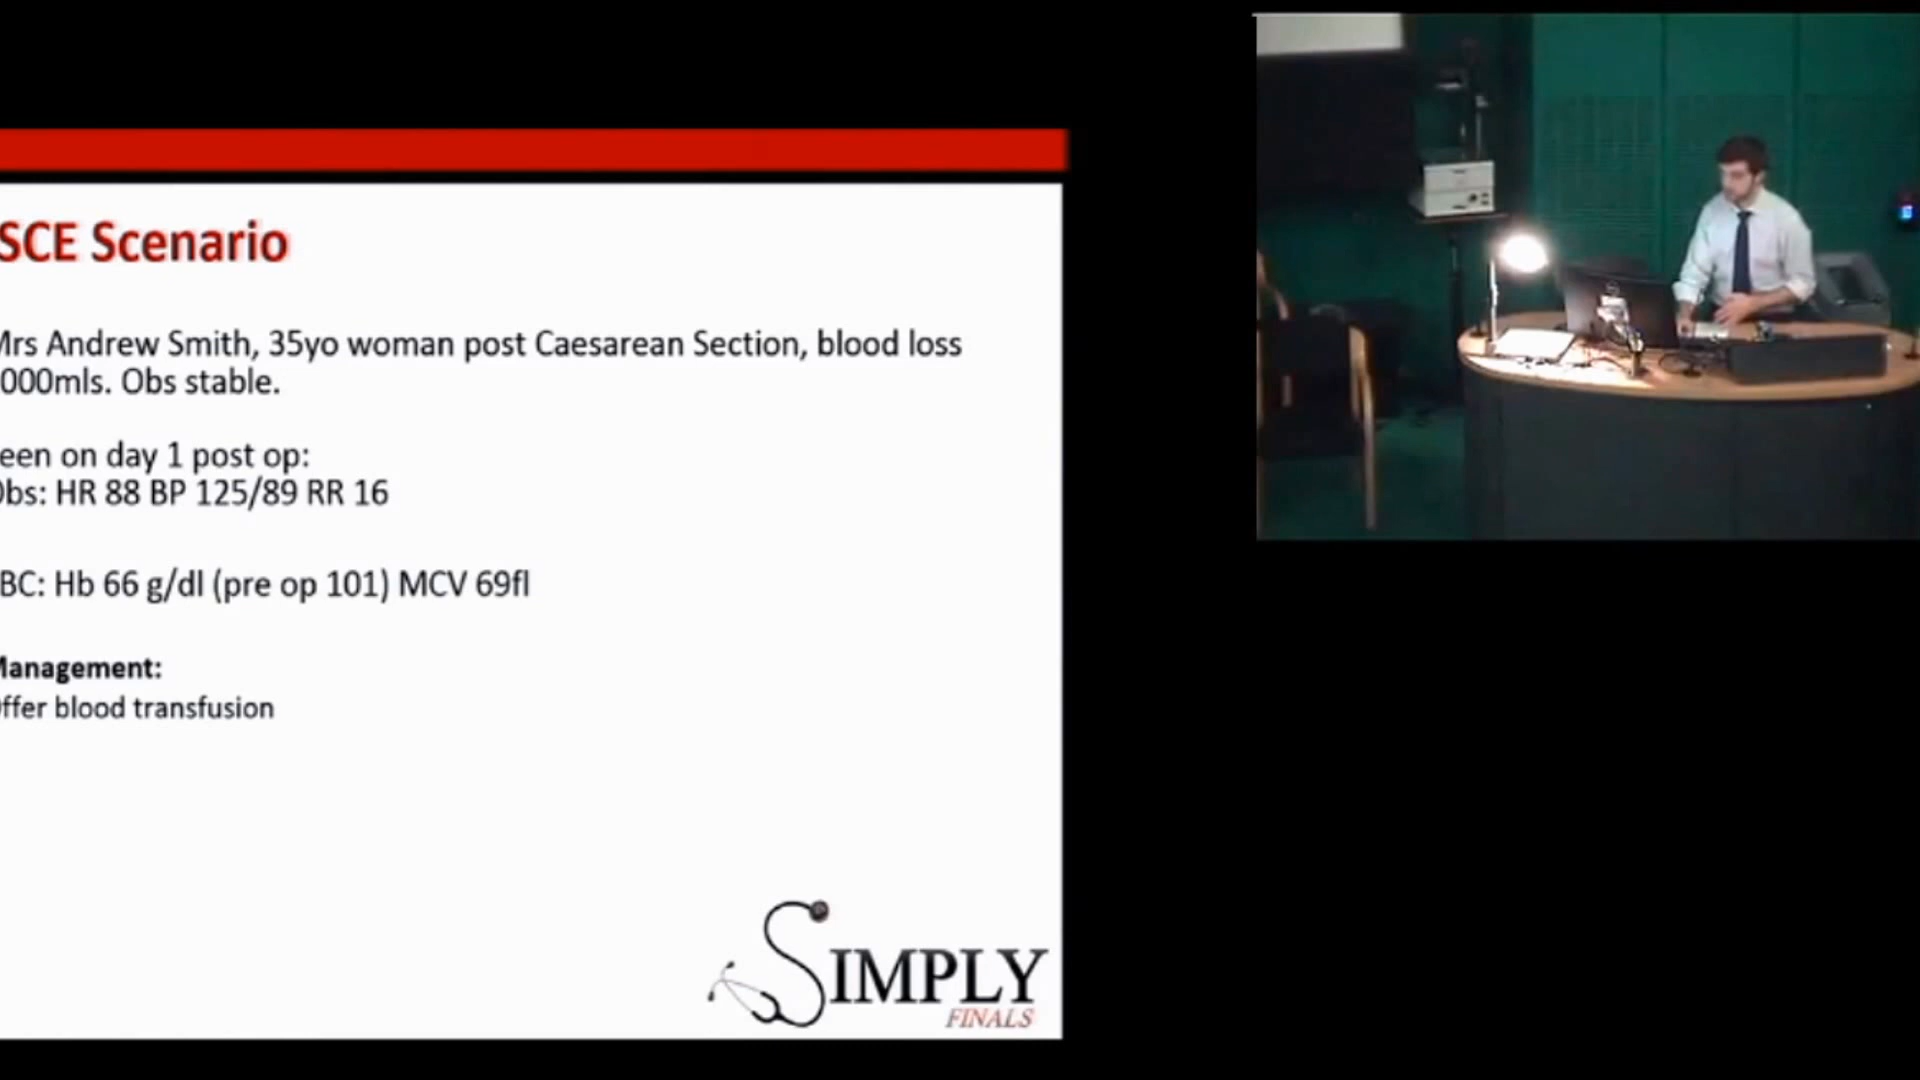 SCE Scenario
Mrs Andrew Smith, 35yo woman post Caesarean Section, blood loss
000mls. Obs stable.
een on day 1 post op:
Obs: HR 88 BP 125/89 RR 16
BC: Hb 66 g/dl (pre op 101) MCV 69fl
Management:
ffer blood transfusion
SIMPLY
FINALS